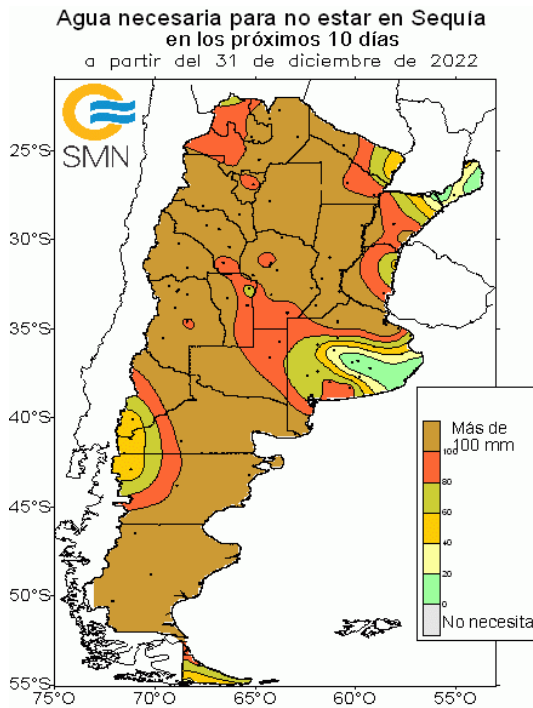 Agua necesaria para no estar en Sequía
en los próximos 10 días
a partir del 31 de diciembre de 2022
SMN
25°S
30°S
35°S
40°S
45°S
50°S
55°S
75°O
70°O
65°O
60°O
55°O
Más de
100 mm
100
80
60
40
20
0
No necesita